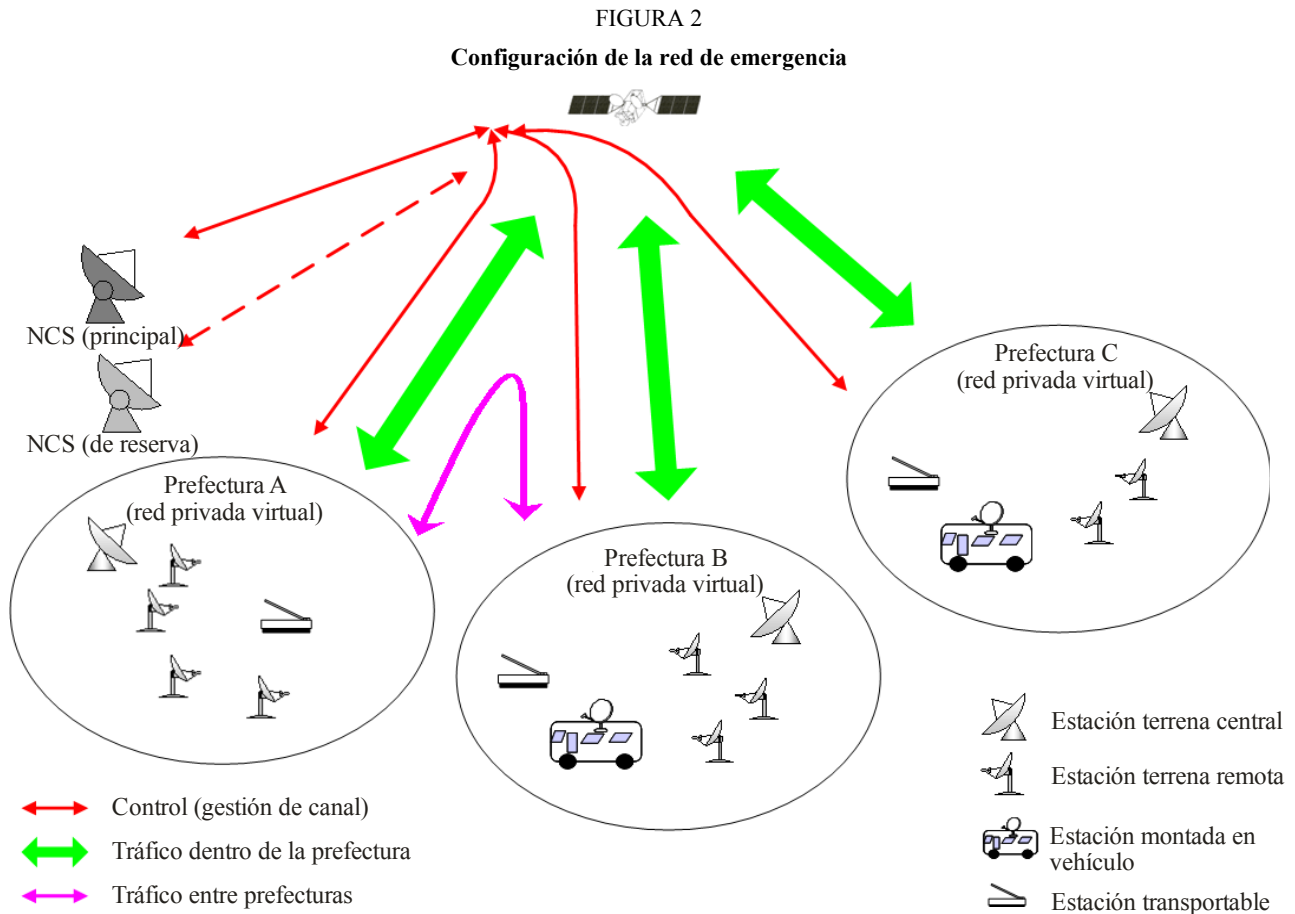 FIGURA 2
Configuración de la red de emergencia
NCS (principal)
NCS (de reserva)
Prefectura A
(red privada virtual)
Prefectura B
(red privada virtual)
Prefectura C
(red privada virtual)
Control (gestión de canal)
Tráfico dentro de la prefectura
Tráfico entre prefecturas
Estación terrena central
Estación terrena remota
Estación montada en
vehículo
Estación transportable